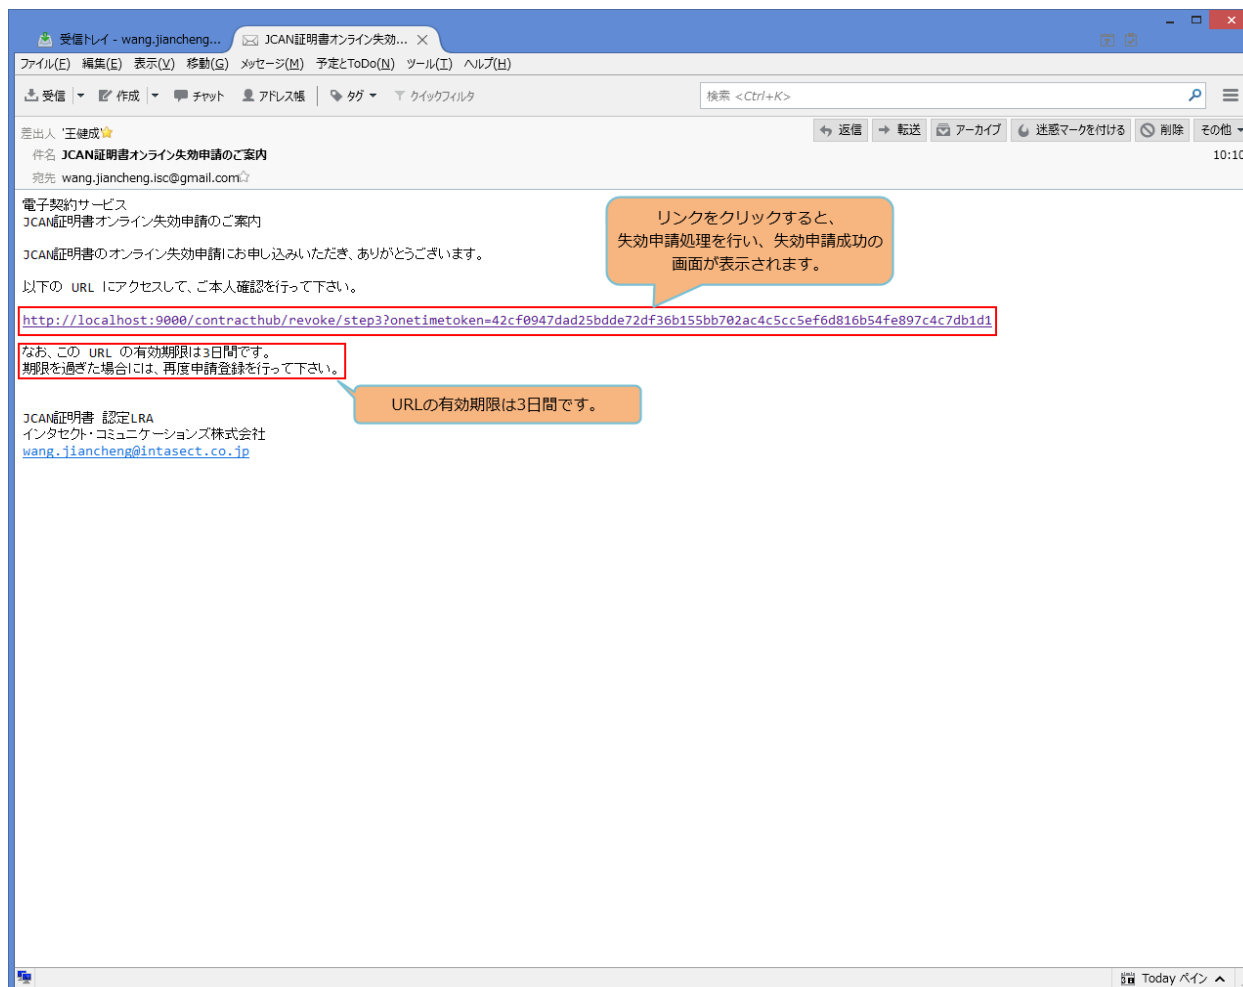 受信トレイ - wang.jiancheng...
JCAN証明書オンライン失効...
ファイル(F) 編集(E) 表示(V) 移動(G) メッセージ(M) 予定とToDo(N) ツール(T) ヘルプ(H)
受信 作成 チャット アドレス帳 タグ クイックフィルタ 検索 <Ctrl+K>
差出人 '王健成' 返信 転送 アーカイブ 迷惑マークを付ける 削除 その他
件名 JCAN証明書オンライン失効申請のご案内 10:10
宛先 wang.jiancheng.isc@gmail.com
電子契約サービス
JCAN証明書オンライン失効申請のご案内
JCAN証明書のオンライン失効申請にお申し込みいただき、ありがとうございます。
以下の URL にアクセスして、ご本人確認を行って下さい。
リンクをクリックすると、
失効申請処理を行い、失効申請成功の
画面が表示されます。
http://localhost:9000/contracthub/revoke/step3?onetimetoken=42cf0947dad25bdde72df36b155bb702ac4c5cc5ef6d816b54fe897c4c7db1d1
なお、この URL の有効期限は3日間です。
期限を過ぎた場合には、再度申請登録を行って下さい。
URLの有効期限は3日間です。
JCAN証明書 認定LRA
インタセクト・コミュニケーションズ株式会社
wang.jiancheng@intasect.co.jp
Today ペイン